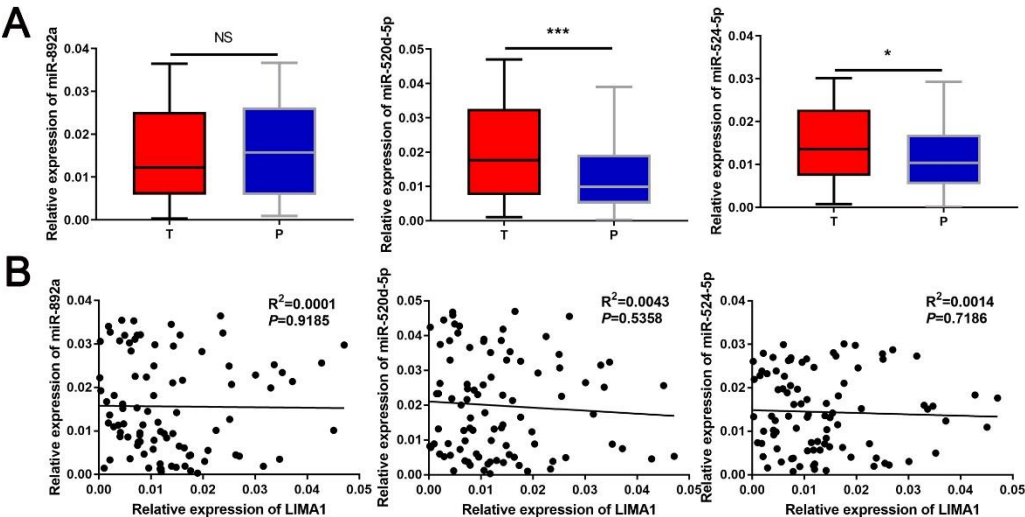 A
Relative expression of miR-892a
0.04
0.03
0.02
0.01
0.00
NS
T
P
Relative expression of miR-520d-5p
0.05
0.04
0.03
0.02
0.01
0.00
***
T
P
Relative expression of miR-524-5p
0.04
0.03
0.02
0.01
0.00
*
T
P
B
Relative expression of miR-892a
0.04
0.03
0.02
0.01
0.00
R²=0.0001
P=0.9185
0.00 0.01 0.02 0.03 0.04 0.05
Relative expression of LIMA1
Relative expression of miR-520d-5p
0.05
0.04
0.03
0.02
0.01
0.00
R²=0.0043
P=0.5358
0.00 0.01 0.02 0.03 0.04 0.05
Relative expression of LIMA1
Relative expression of miR-524-5p
0.04
0.03
0.02
0.01
0.00
R²=0.0014
P=0.7186
0.00 0.01 0.02 0.03 0.04 0.05
Relative expression of LIMA1